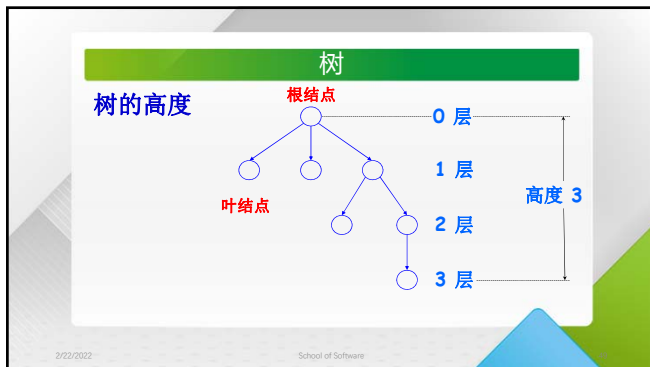 树
树的高度
根结点
0 层
1 层
高度 3
叶结点
2 层
3 层
2/22/2022
School of Software